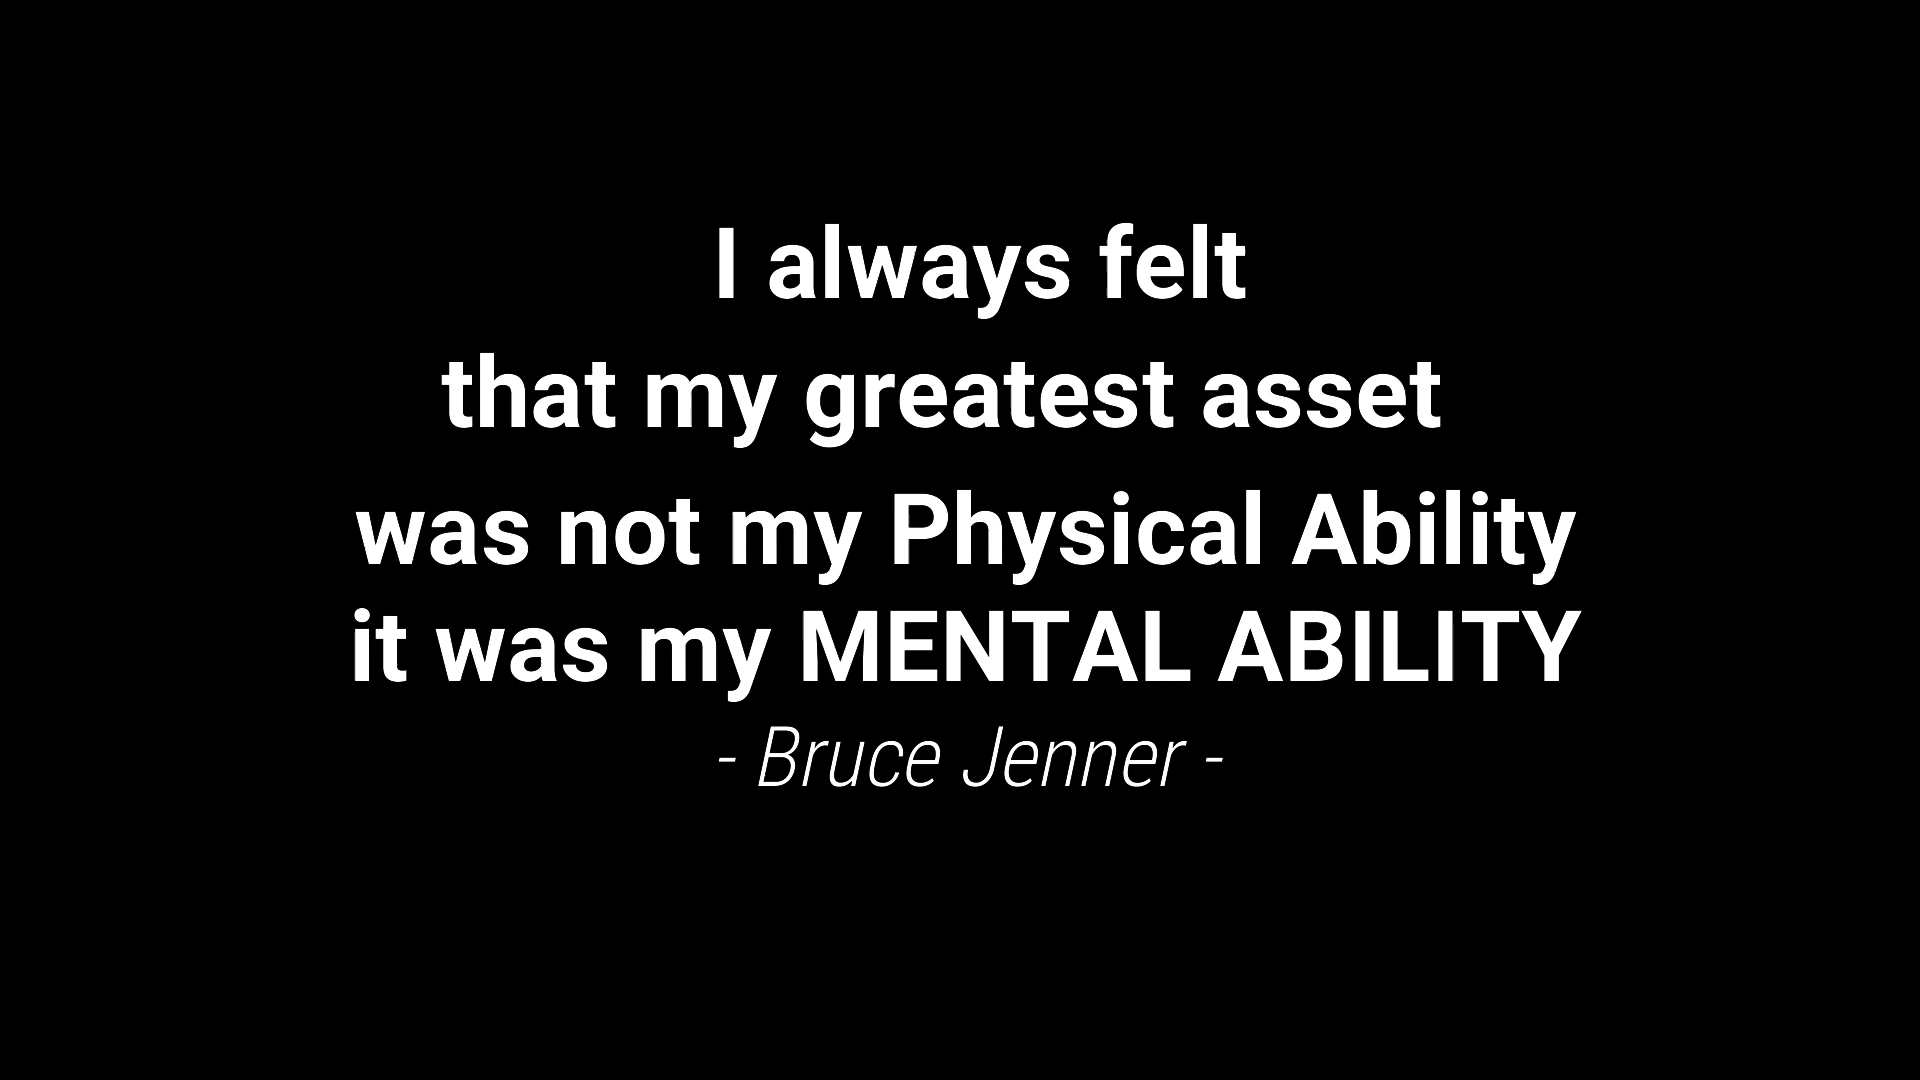 I always felt
that my greatest asset
was not my Physical Ability
it was my MENTAL ABILITY
- Bruce Jenner -